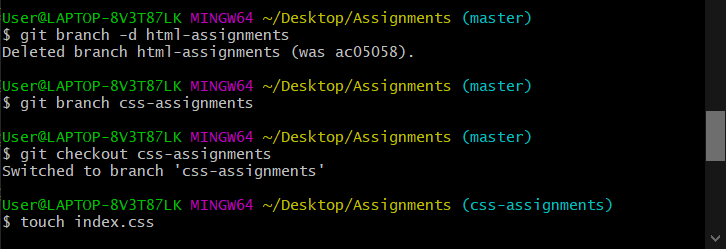 User@LAPTOP-8V3T87LK MINGW64 ~/Desktop/Assignments (master)
$ git branch -d html-assignments
Deleted branch html-assignments (was ac05058).
User@LAPTOP-8V3T87LK MINGW64 ~/Desktop/Assignments (master)
$ git branch css-assignments
User@LAPTOP-8V3T87LK MINGW64 ~/Desktop/Assignments (master)
$ git checkout css-assignments
Switched to branch 'css-assignments'
User@LAPTOP-8V3T87LK MINGW64 ~/Desktop/Assignments (css-assignments)
$ touch index.css